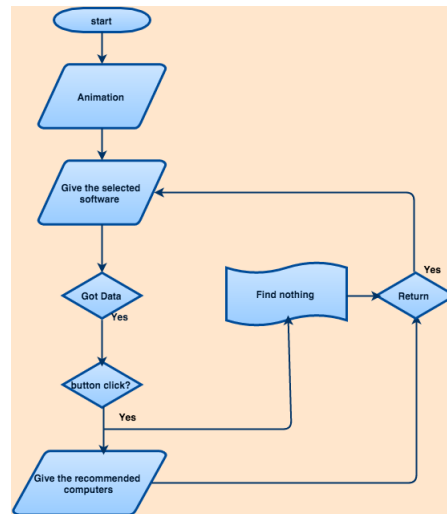 start
Animation
Give the selected
software
Got Data
Yes
Find nothing
Yes
Return
button click?
Yes
Give the recommended
computers